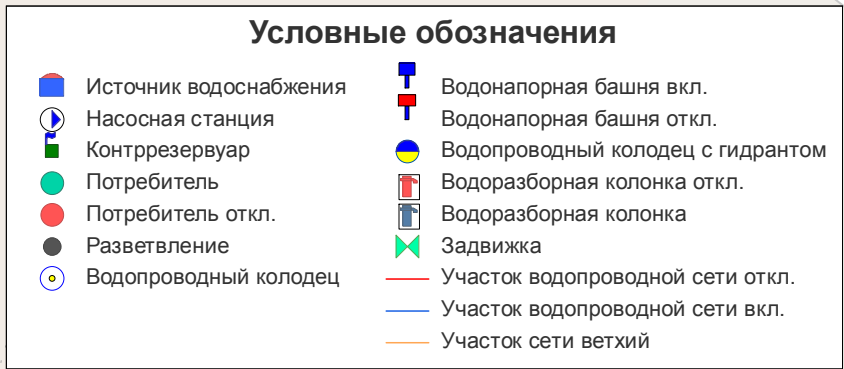 Условные обозначения
Источник водоснабжения
Насосная станция
Контррезервуар
Потребитель
Потребитель откл.
Разветвление
Водопроводный колодец
Водонапорная башня вкл.
Водонапорная башня откл.
Водопроводный колодец с гидрантом
Водоразборная колонка откл.
Водоразборная колонка
Задвижка
Участок водопроводной сети откл.
Участок водопроводной сети вкл.
Участок сети ветхий